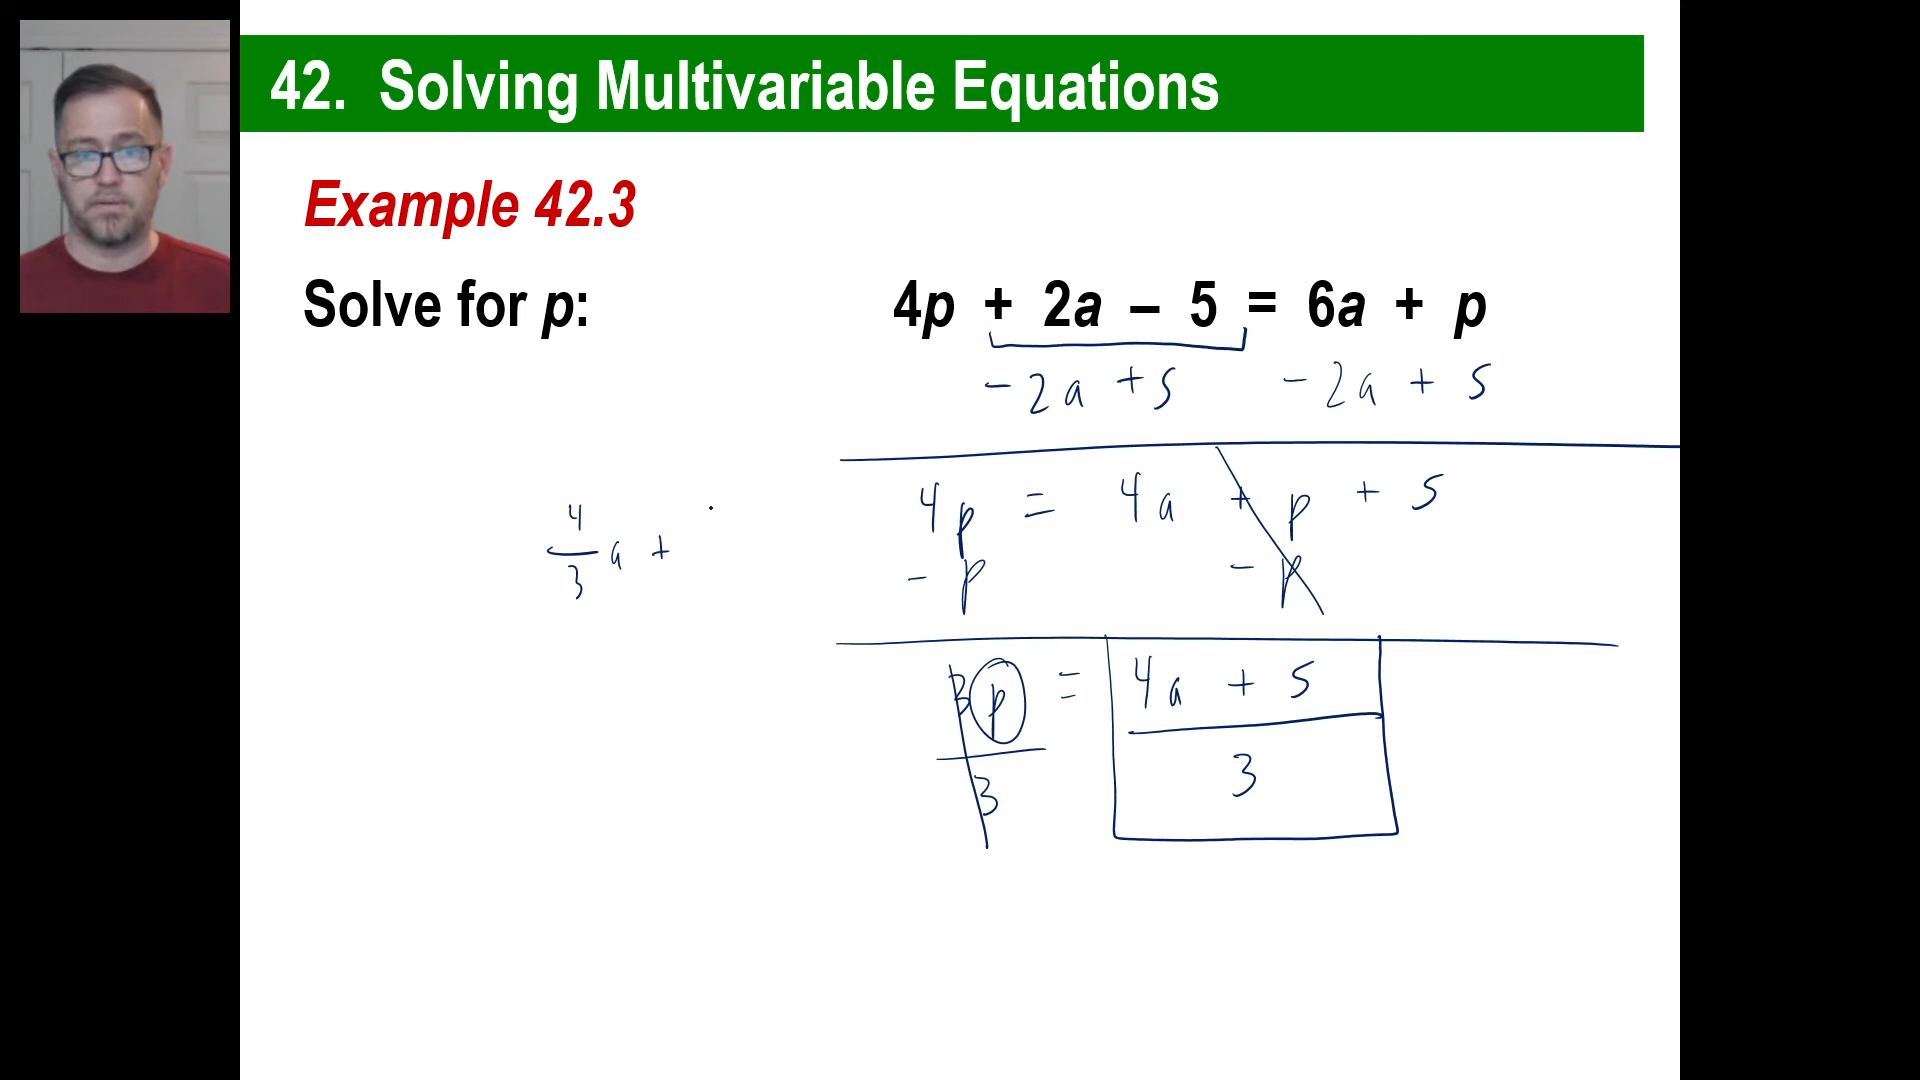 42. Solving Multivariable Equations
Example 42.3
Solve for p: 4p + 2a – 5 = 6a + p
- 2a + 5 - 2a + 5
4p = 4a + p + 5
- p - p
4/3 a +
3p = 4a + 5
3 3